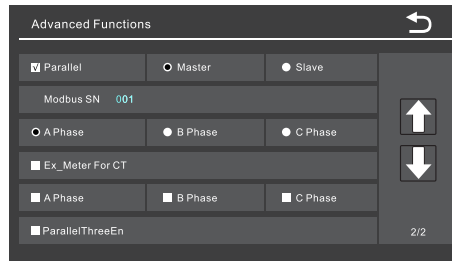 Advanced Functions
Parallel Master Slave
Modbus SN 001
A Phase B Phase C Phase
Ex_Meter For CT
A Phase B Phase C Phase
ParallelThreeEn
2/2